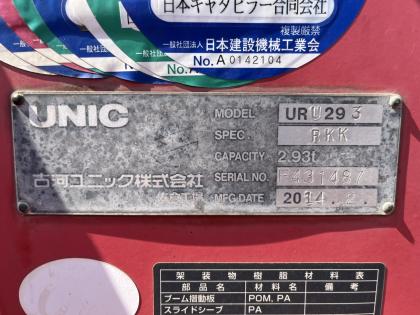 日本キャタピラー合同会社
複製厳禁
一般社団法人 日本建設機械工業会
No.A 0142104
UNIC
MODEL URU293
SPEC. RKK
CAPACITY 2.93t
古河ユニック株式会社
SERIAL NO.
MFG DATE 2014.2.
架装物樹脂材料表
部品名 材料 備考
ブーム摺動板 POM, PA
スライドシーブ PA